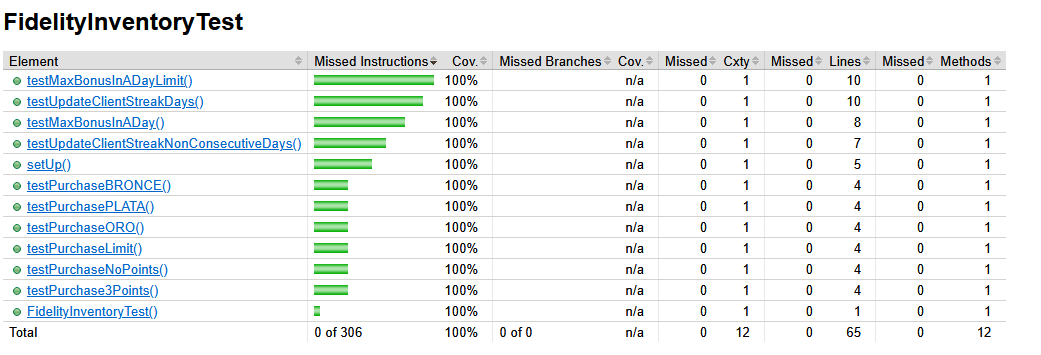 FidelityInventoryTest
Element Missed Instructions Cov. Missed Branches Cov. Missed Cxty Missed Lines Missed Methods
testMaxBonusInADayLimit() 100% n/a 0 1 0 10 0 1
testUpdateClientStreakDays() 100% n/a 0 1 0 10 0 1
testMaxBonusInADay() 100% n/a 0 1 0 8 0 1
testUpdateClientStreakNonConsecutiveDays() 100% n/a 0 1 0 7 0 1
setUp() 100% n/a 0 1 0 5 0 1
testPurchaseBRONCE() 100% n/a 0 1 0 4 0 1
testPurchasePLATA() 100% n/a 0 1 0 4 0 1
testPurchaseORO() 100% n/a 0 1 0 4 0 1
testPurchaseLimit() 100% n/a 0 1 0 4 0 1
testPurchaseNoPoints() 100% n/a 0 1 0 4 0 1
testPurchase3Points() 100% n/a 0 1 0 4 0 1
FidelityInventoryTest() 100% n/a 0 1 0 1 0 1
Total 0 of 306 100% 0 of 0 n/a 0 12 0 65 0 12